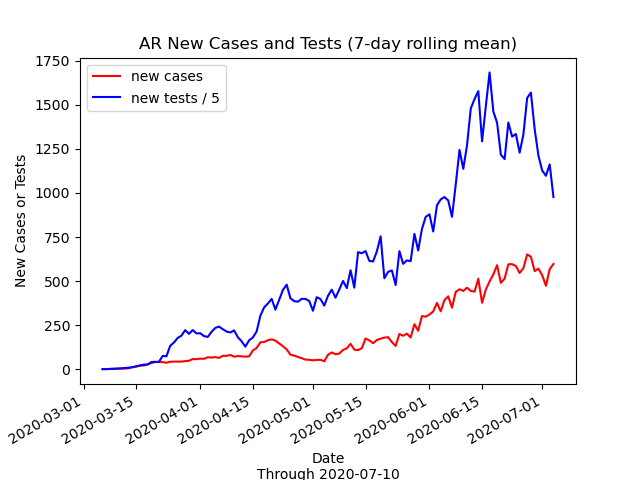 AR New Cases and Tests (7-day rolling mean)
new cases
new tests / 5
New Cases or Tests
1750
1500
1250
1000
750
500
250
0
2020-03-01
2020-03-15
2020-04-01
2020-04-15
2020-05-01
2020-05-15
2020-06-01
2020-06-15
2020-07-01
Date
Through 2020-07-10